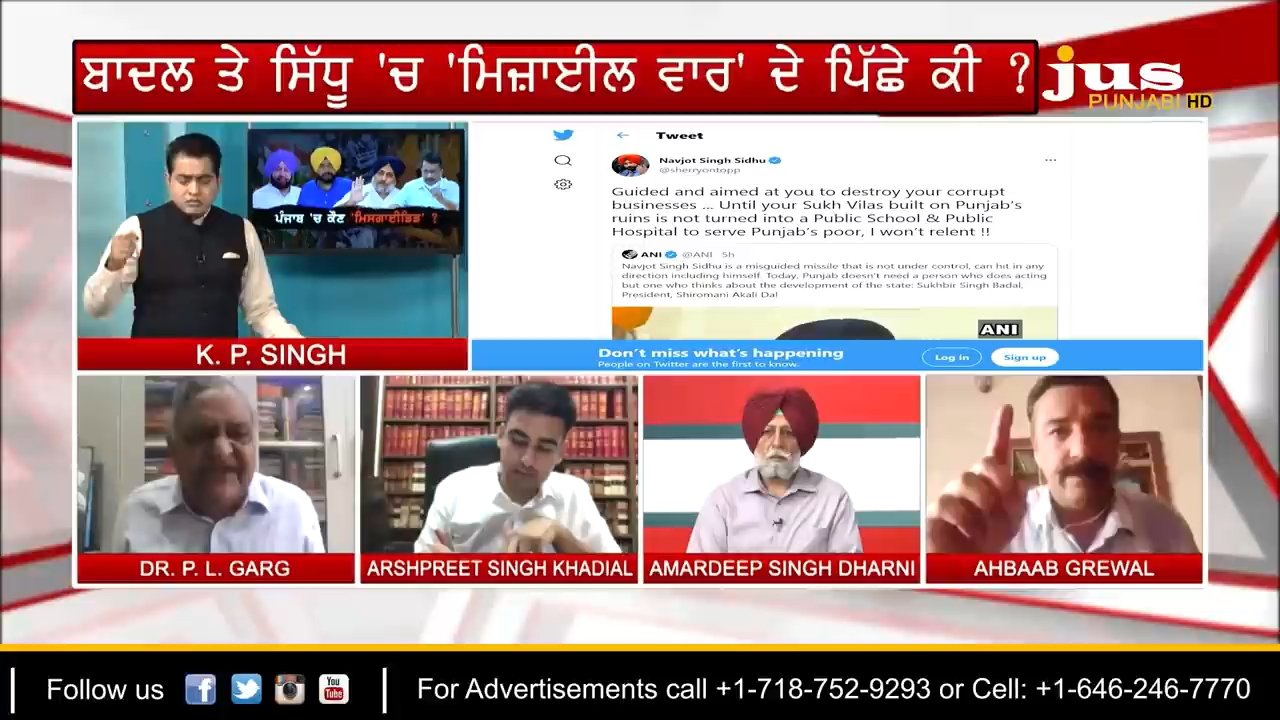 ਬਾਦਲ ਤੇ ਸਿੱਧੂ 'ਚ 'ਮਿਜ਼ਾਈਲ ਵਾਰ' ਦੇ ਪਿੱਛੇ ਕੀ ?
jus
PUNJABI HD
ਪੰਜਾਬ 'ਚ ਕੌਣ 'ਮਿਸਗਾਈਡਿਡ' ?
K. P. SINGH
Tweet
Navjot Singh Sidhu
@sherryontopp
Guided and aimed at you to destroy your corrupt
businesses ... Until your Sukh Vilas built on Punjab's
ruins is not turned into a Public School & Public
Hospital to serve Punjab's poor, I won't relent !!
ANI @ANI 5h
Navjot Singh Sidhu is a misguided missile that is not under control, can hit in any
direction including himself. Today, Punjab doesn't need a person who does acting
but one who thinks about the development of the state: Sukhbir Singh Badal,
President, Shiromani Akali Dal
ANI
Don't miss what's happening
People on Twitter are the first to know.
Log in
Sign up
DR. P. L. GARG
ARSHPREET SINGH KHADIAL
AMARDEEP SINGH DHARNI
AHBAAB GREWAL
Follow us
You
Tube
For Advertisements call +1-718-752-9293 or Cell: +1-646-246-7770